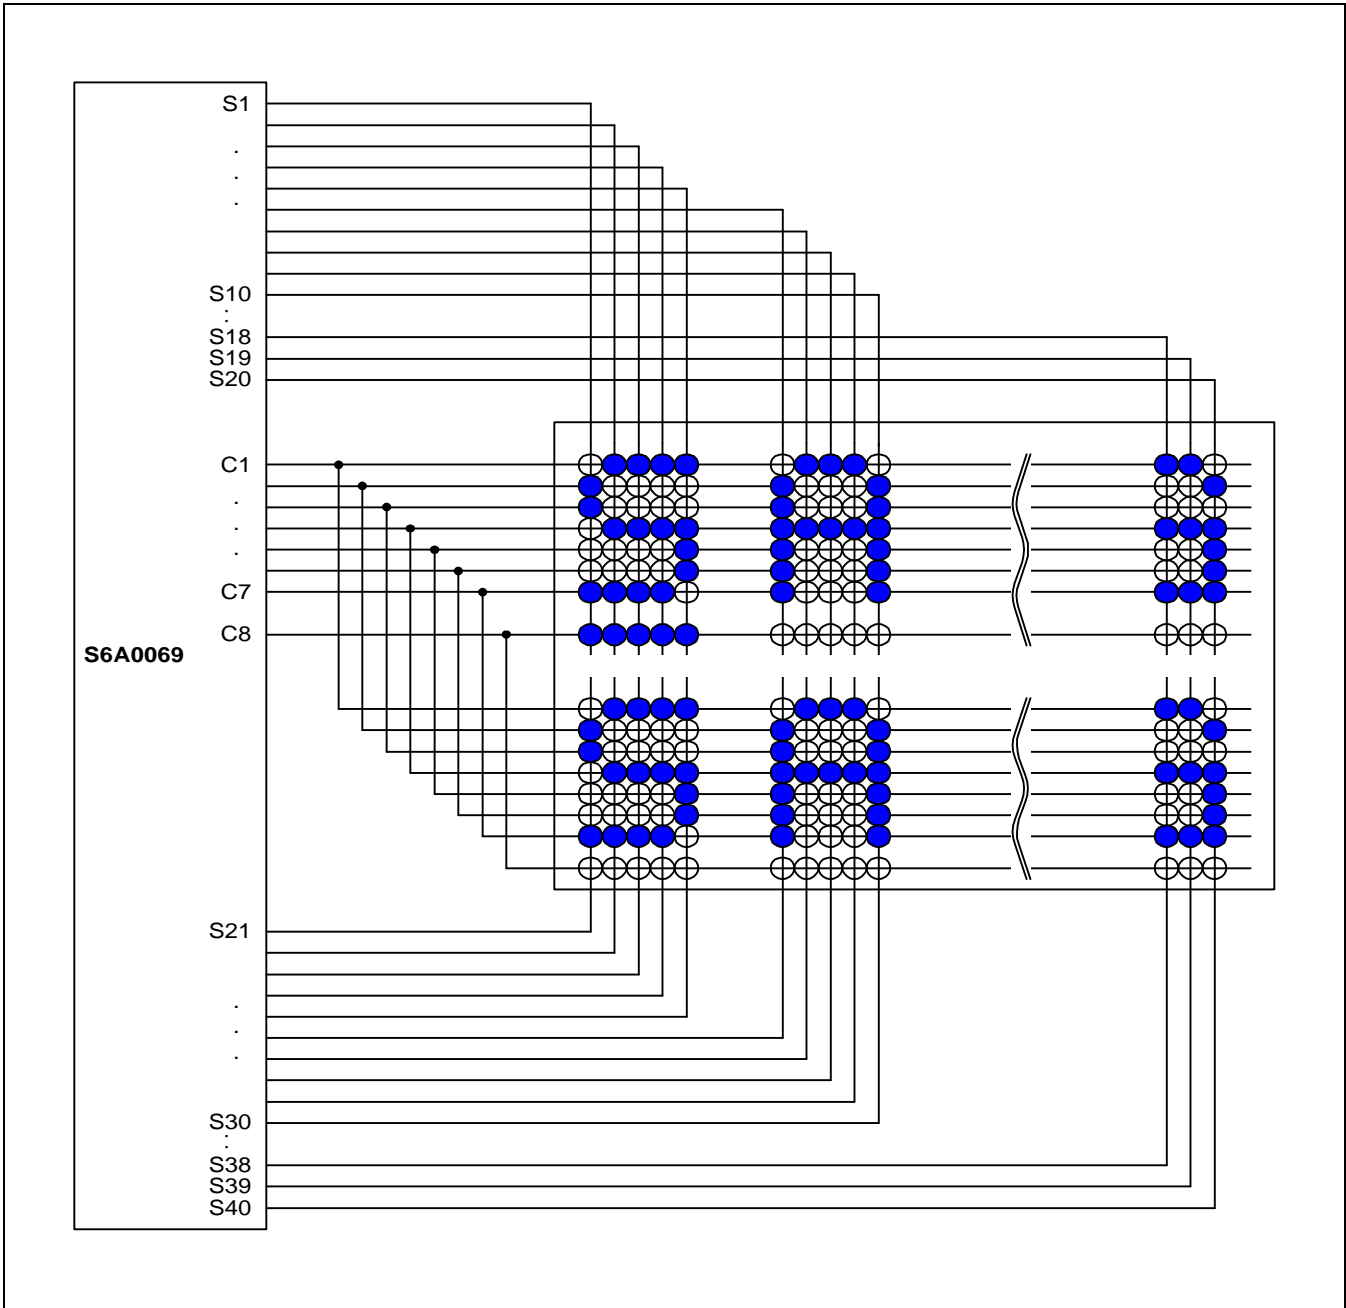 S1
.
.
.
S10
:
S18
S19
S20
C1
.
.
.
C7
C8
S6A0069
S21
.
.
.
S30
:
S38
S39
S40